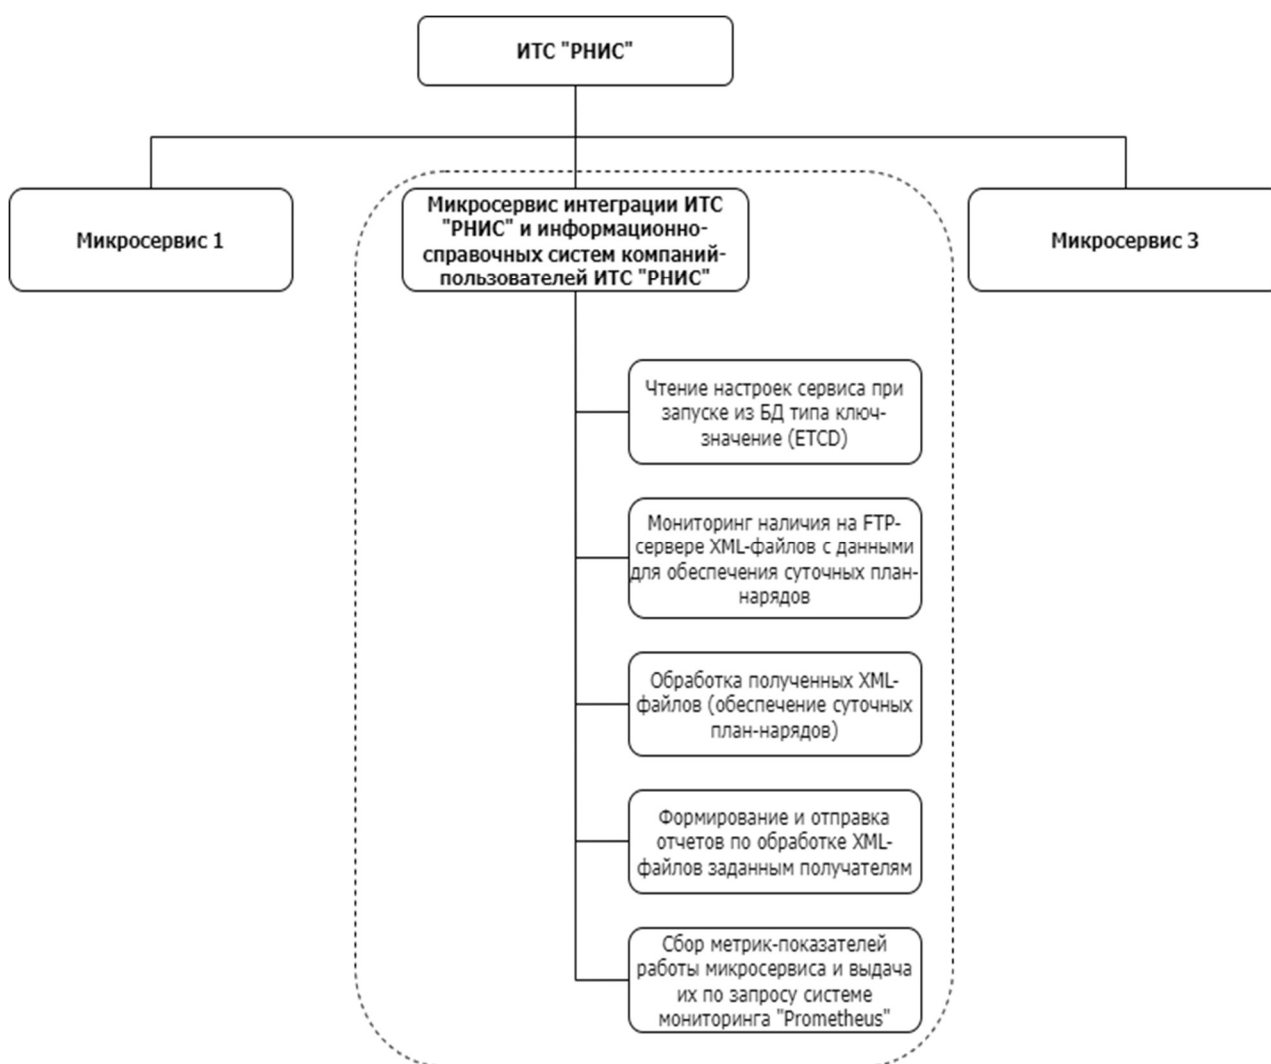 ИТС "РНИС"
Микросервис 1
Микросервис интеграции ИТС
"РНИС" и информационно-
справочных систем компаний-
пользователей ИТС "РНИС"
Микросервис 3
Чтение настроек сервиса при
запуске из БД типа ключ-
значение (ETCD)
Мониторинг наличия на FTP-
сервере XML-файлов с данными
для обеспечения суточных план-
нарядов
Обработка полученных XML-
файлов (обеспечение суточных
план-нарядов)
Формирование и отправка
отчетов по обработке XML-
файлов заданным получателям
Сбор метрик-показателей
работы микросервиса и выдача
их по запросу системе
мониторинга "Prometheus"